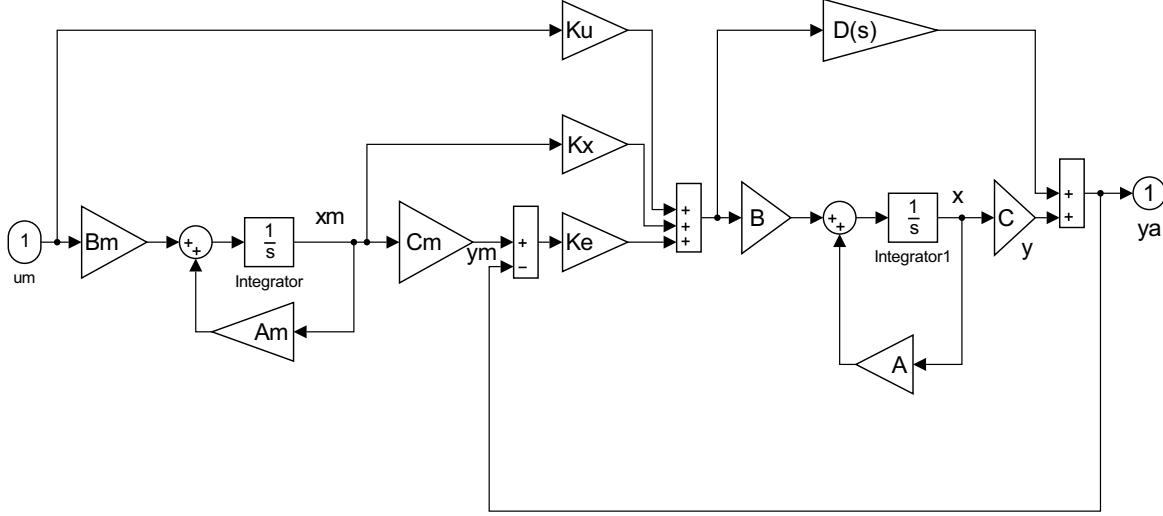 Ku
D(s)
Kx
+
+
+
B
+
+
1
s
Integrator1
x
C
y
+
+
1
ya
1
um
Bm
+
+
1
s
Integrator
xm
Cm
ym
+
−
Ke
Am
A